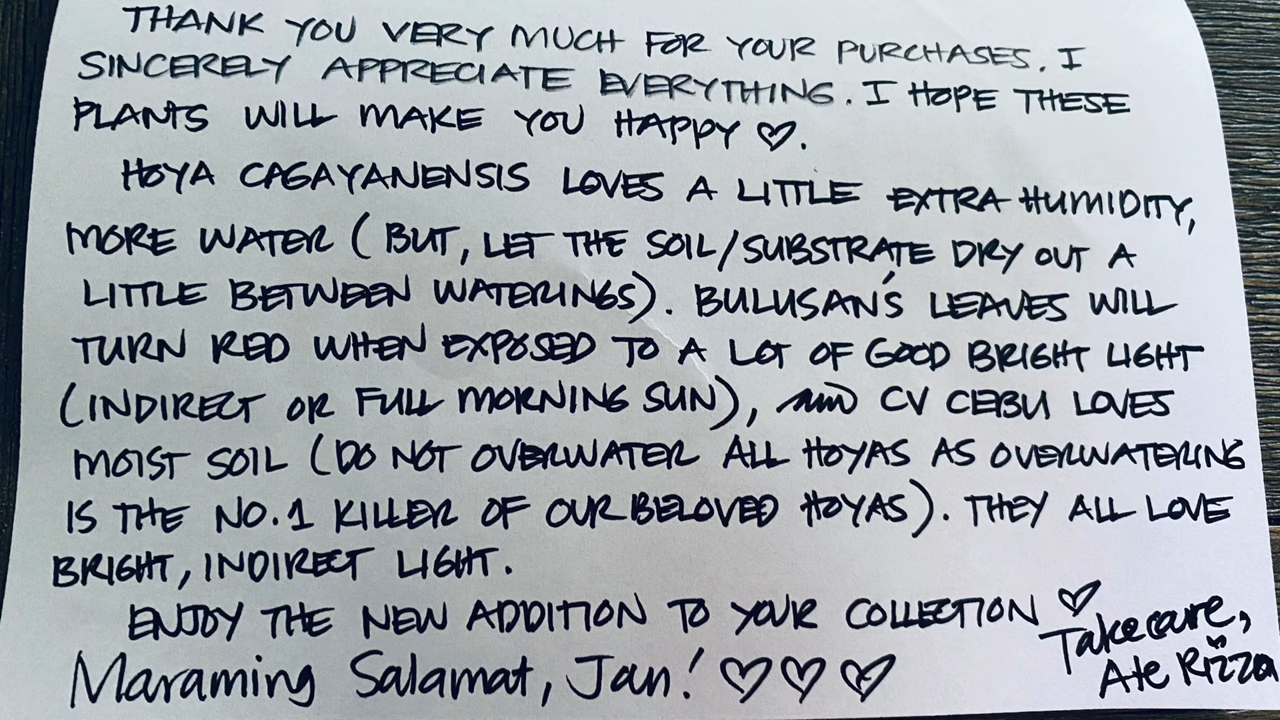 THANK YOU VERY MUCH FOR YOUR PURCHASES. I
SINCERELY APPRECIATE EVERYTHING. I HOPE THESE
PLANTS WILL MAKE YOU HAPPY ♡.
HOYA CAGAYANENSIS LOVES A LITTLE EXTRA HUMIDITY,
MORE WATER (BUT, LET THE SOIL/SUBSTRATE DRY OUT A
LITTLE BETWEEN WATERINGS). BULUSAN'S LEAVES WILL
TURN RED WHEN EXPOSED TO A LOT OF GOOD BRIGHT LIGHT
(INDIRECT OR FULL MORNING SUN), AND CV CEBU LOVES
MOIST SOIL (DO NOT OVERWATER ALL HOYAS AS OVERWATERING
IS THE NO.1 KILLER OF OUR BELOVED HOYAS). THEY ALL LOVE
BRIGHT, INDIRECT LIGHT.
ENJOY THE NEW ADDITION TO YOUR COLLECTION ♡
Maraming Salamat, Jan! ♡♡♡
Take care,
Ate Rizza